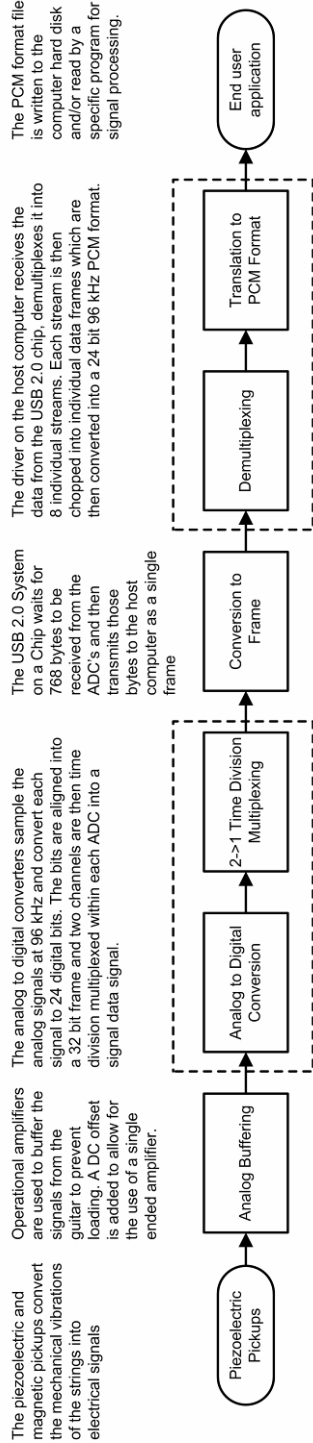 The piezoelectric and
magnetic pickups convert
the mechanical vibrations
of the strings into
electrical signals
Operational amplifiers
are used to buffer the
signals from the
guitar to prevent
loading. A DC offset
is added to allow for
the use of a single
ended amplifier.
The analog to digital converters sample the
analog signals at 96 kHz and convert each
signal to 24 digital bits. The bits are aligned into
a 32 bit frame and two channels are then time
division multiplexed within each ADC into a
signal data signal.
The USB 2.0 System
on a Chip waits for
768 bytes to be
received from the
ADC's and then
transmits those
bytes to the host
computer as a single
frame
The driver on the host computer receives the
data from the USB 2.0 chip, demultiplexes it into
8 individual streams. Each stream is then
chopped into individual data frames which are
then converted into a 24 bit 96 kHz PCM format.
The PCM format file
is written to the
computer hard disk
and/or read by a
specific program for
signal processing.
Piezoelectric
Pickups
Analog Buffering
Analog to Digital
Conversion
2->1 Time Division
Multiplexing
Conversion to
Frame
Demultiplexing
Translation to
PCM Format
End user
application